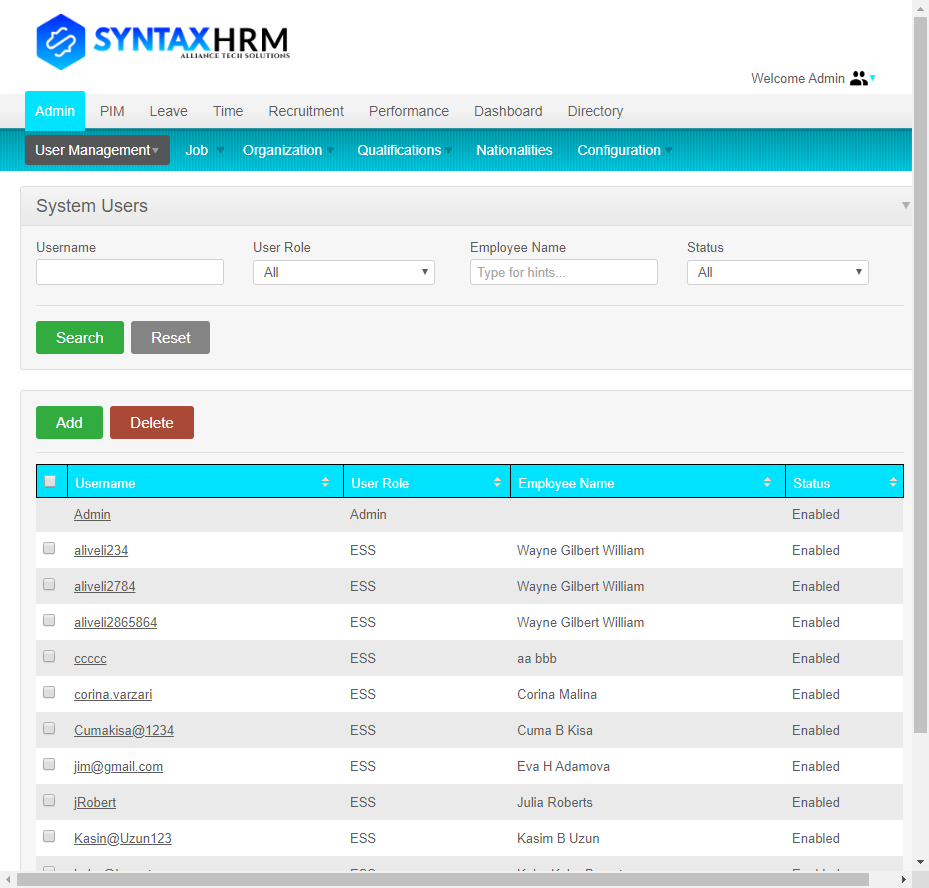 SYNTAXHRM
ALLIANCE TECH SOLUTIONS
Welcome Admin
Admin PIM Leave Time Recruitment Performance Dashboard Directory
User Management Job Organization Qualifications Nationalities Configuration
System Users
Username User Role Employee Name Status
All Type for hints... All
Search Reset
Add Delete
Username User Role Employee Name Status
Admin Admin Enabled
aliveli234 ESS Wayne Gilbert William Enabled
aliveli2784 ESS Wayne Gilbert William Enabled
aliveli2865864 ESS Wayne Gilbert William Enabled
ccccc ESS aa bbb Enabled
corina.varzari ESS Corina Malina Enabled
Cumakisa@1234 ESS Cuma B Kisa Enabled
jim@gmail.com ESS Eva H Adamova Enabled
jRobert ESS Julia Roberts Enabled
Kasin@Uzun123 ESS Kasim B Uzun Enabled